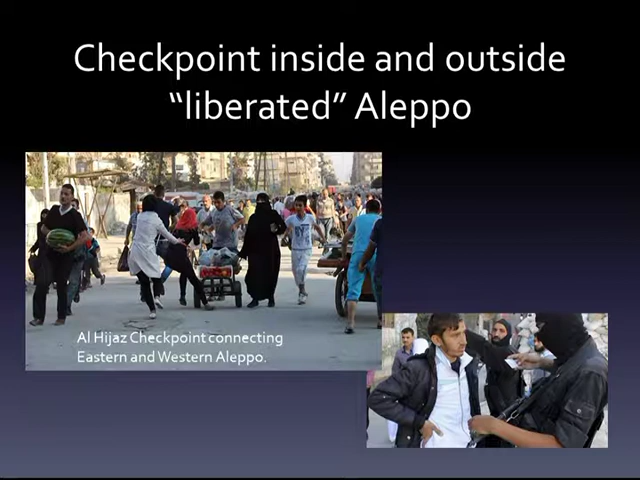 Checkpoint inside and outside
“liberated” Aleppo
Al Hijaz Checkpoint connecting
Eastern and Western Aleppo.